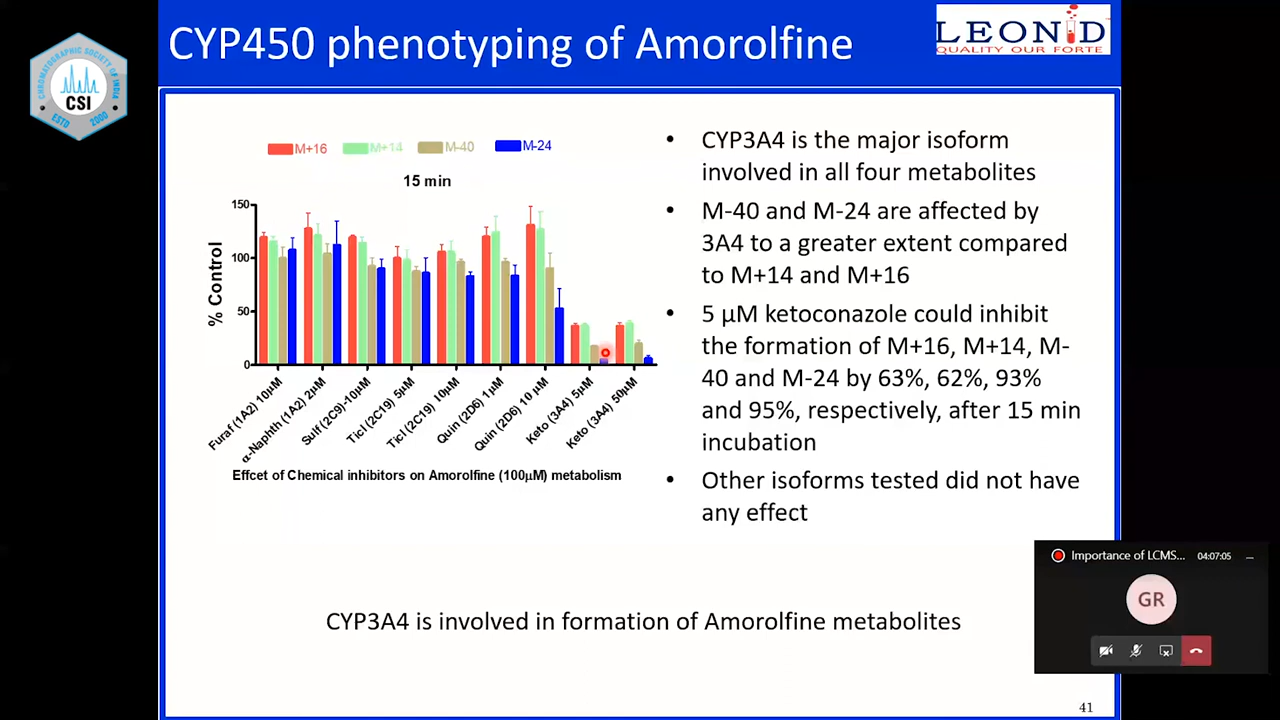 CYP450 phenotyping of Amorolfine
LEONID
QUALITY OUR FORTE
CHROMATOGRAPHIC SOCIETY OF INDIA
CSI
ESTD 2000
M+16 M+14 M-40 M-24
15 min
% Control
150
100
50
0
Furaf (1A2) 10µM
α-Naphth (1A2) 2µM
Sulf (2C9)-10µM
Ticl (2C19) 5µM
Ticl (2C19) 10µM
Quin (2D6) 1µM
Quin (2D6) 10 µM
Keto (3A4) 5µM
Keto (3A4) 50µM
Effcet of Chemical inhibitors on Amorolfine (100µM) metabolism
• CYP3A4 is the major isoform
involved in all four metabolites
• M-40 and M-24 are affected by
3A4 to a greater extent compared
to M+14 and M+16
• 5 µM ketoconazole could inhibit
the formation of M+16, M+14, M-
40 and M-24 by 63%, 62%, 93%
and 95%, respectively, after 15 min
incubation
• Other isoforms tested did not have
any effect
CYP3A4 is involved in formation of Amorolfine metabolites
Importance of LCMS... 04:07:05
GR
41